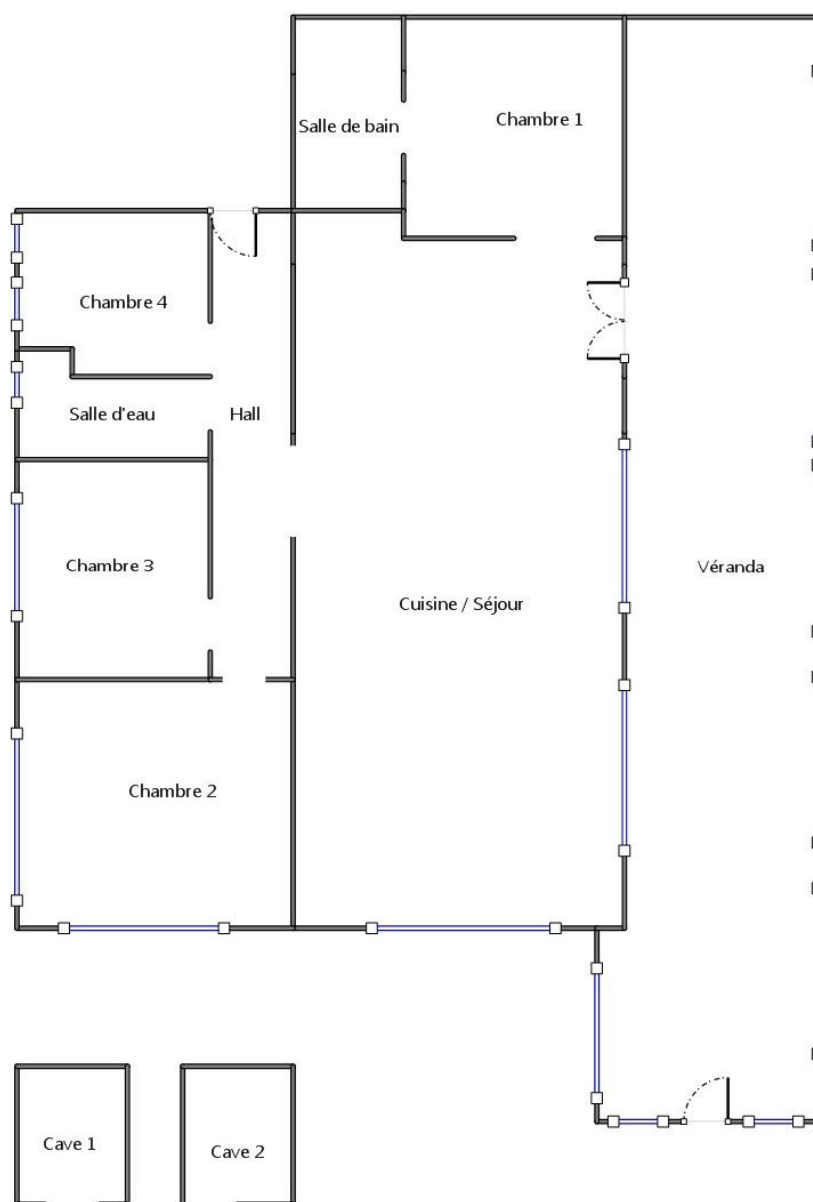 Salle de bain
Chambre 1
Chambre 4
Salle d'eau
Hall
Chambre 3
Véranda
Cuisine / Séjour
Chambre 2
Cave 1
Cave 2